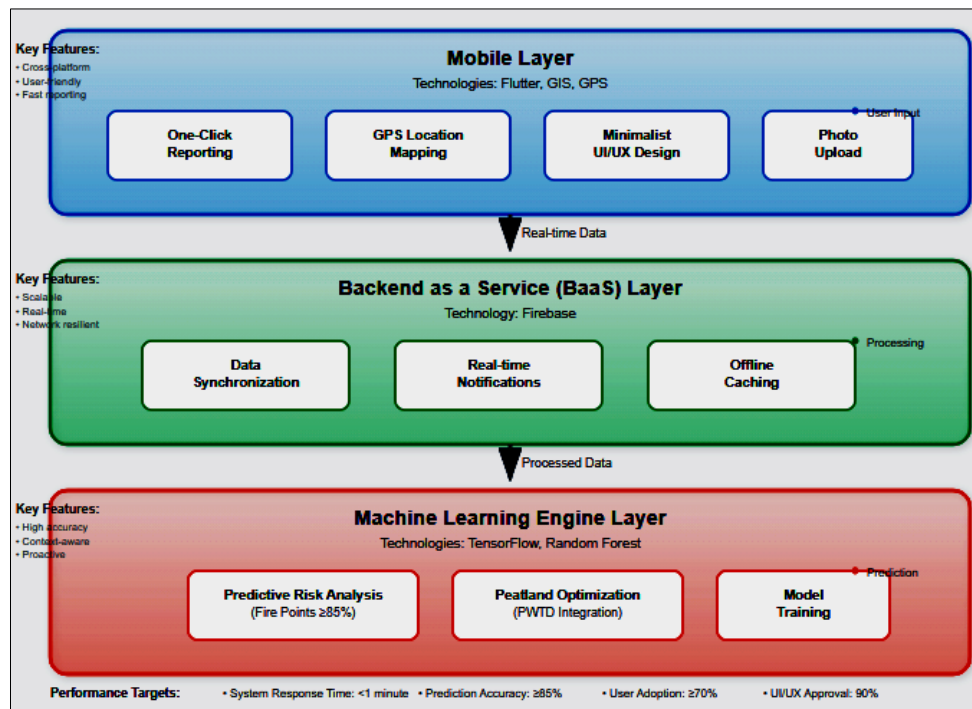 Key Features:
• Cross-platform
• User-friendly
• Fast reporting
Mobile Layer
Technologies: Flutter, GIS, GPS
User Input
One-Click
Reporting
GPS Location
Mapping
Minimalist
UI/UX Design
Photo
Upload
Real-time Data
Key Features:
• Scalable
• Real-time
• Network resilient
Backend as a Service (BaaS) Layer
Technology: Firebase
Processing
Data
Synchronization
Real-time
Notifications
Offline
Caching
Processed Data
Key Features:
• High accuracy
• Context-aware
• Proactive
Machine Learning Engine Layer
Technologies: TensorFlow, Random Forest
Prediction
Predictive Risk Analysis
(Fire Points ≥85%)
Peatland Optimization
(PWTD Integration)
Model
Training
Performance Targets: • System Response Time: <1 minute • Prediction Accuracy: ≥85% • User Adoption: ≥70% • UI/UX Approval: 90%